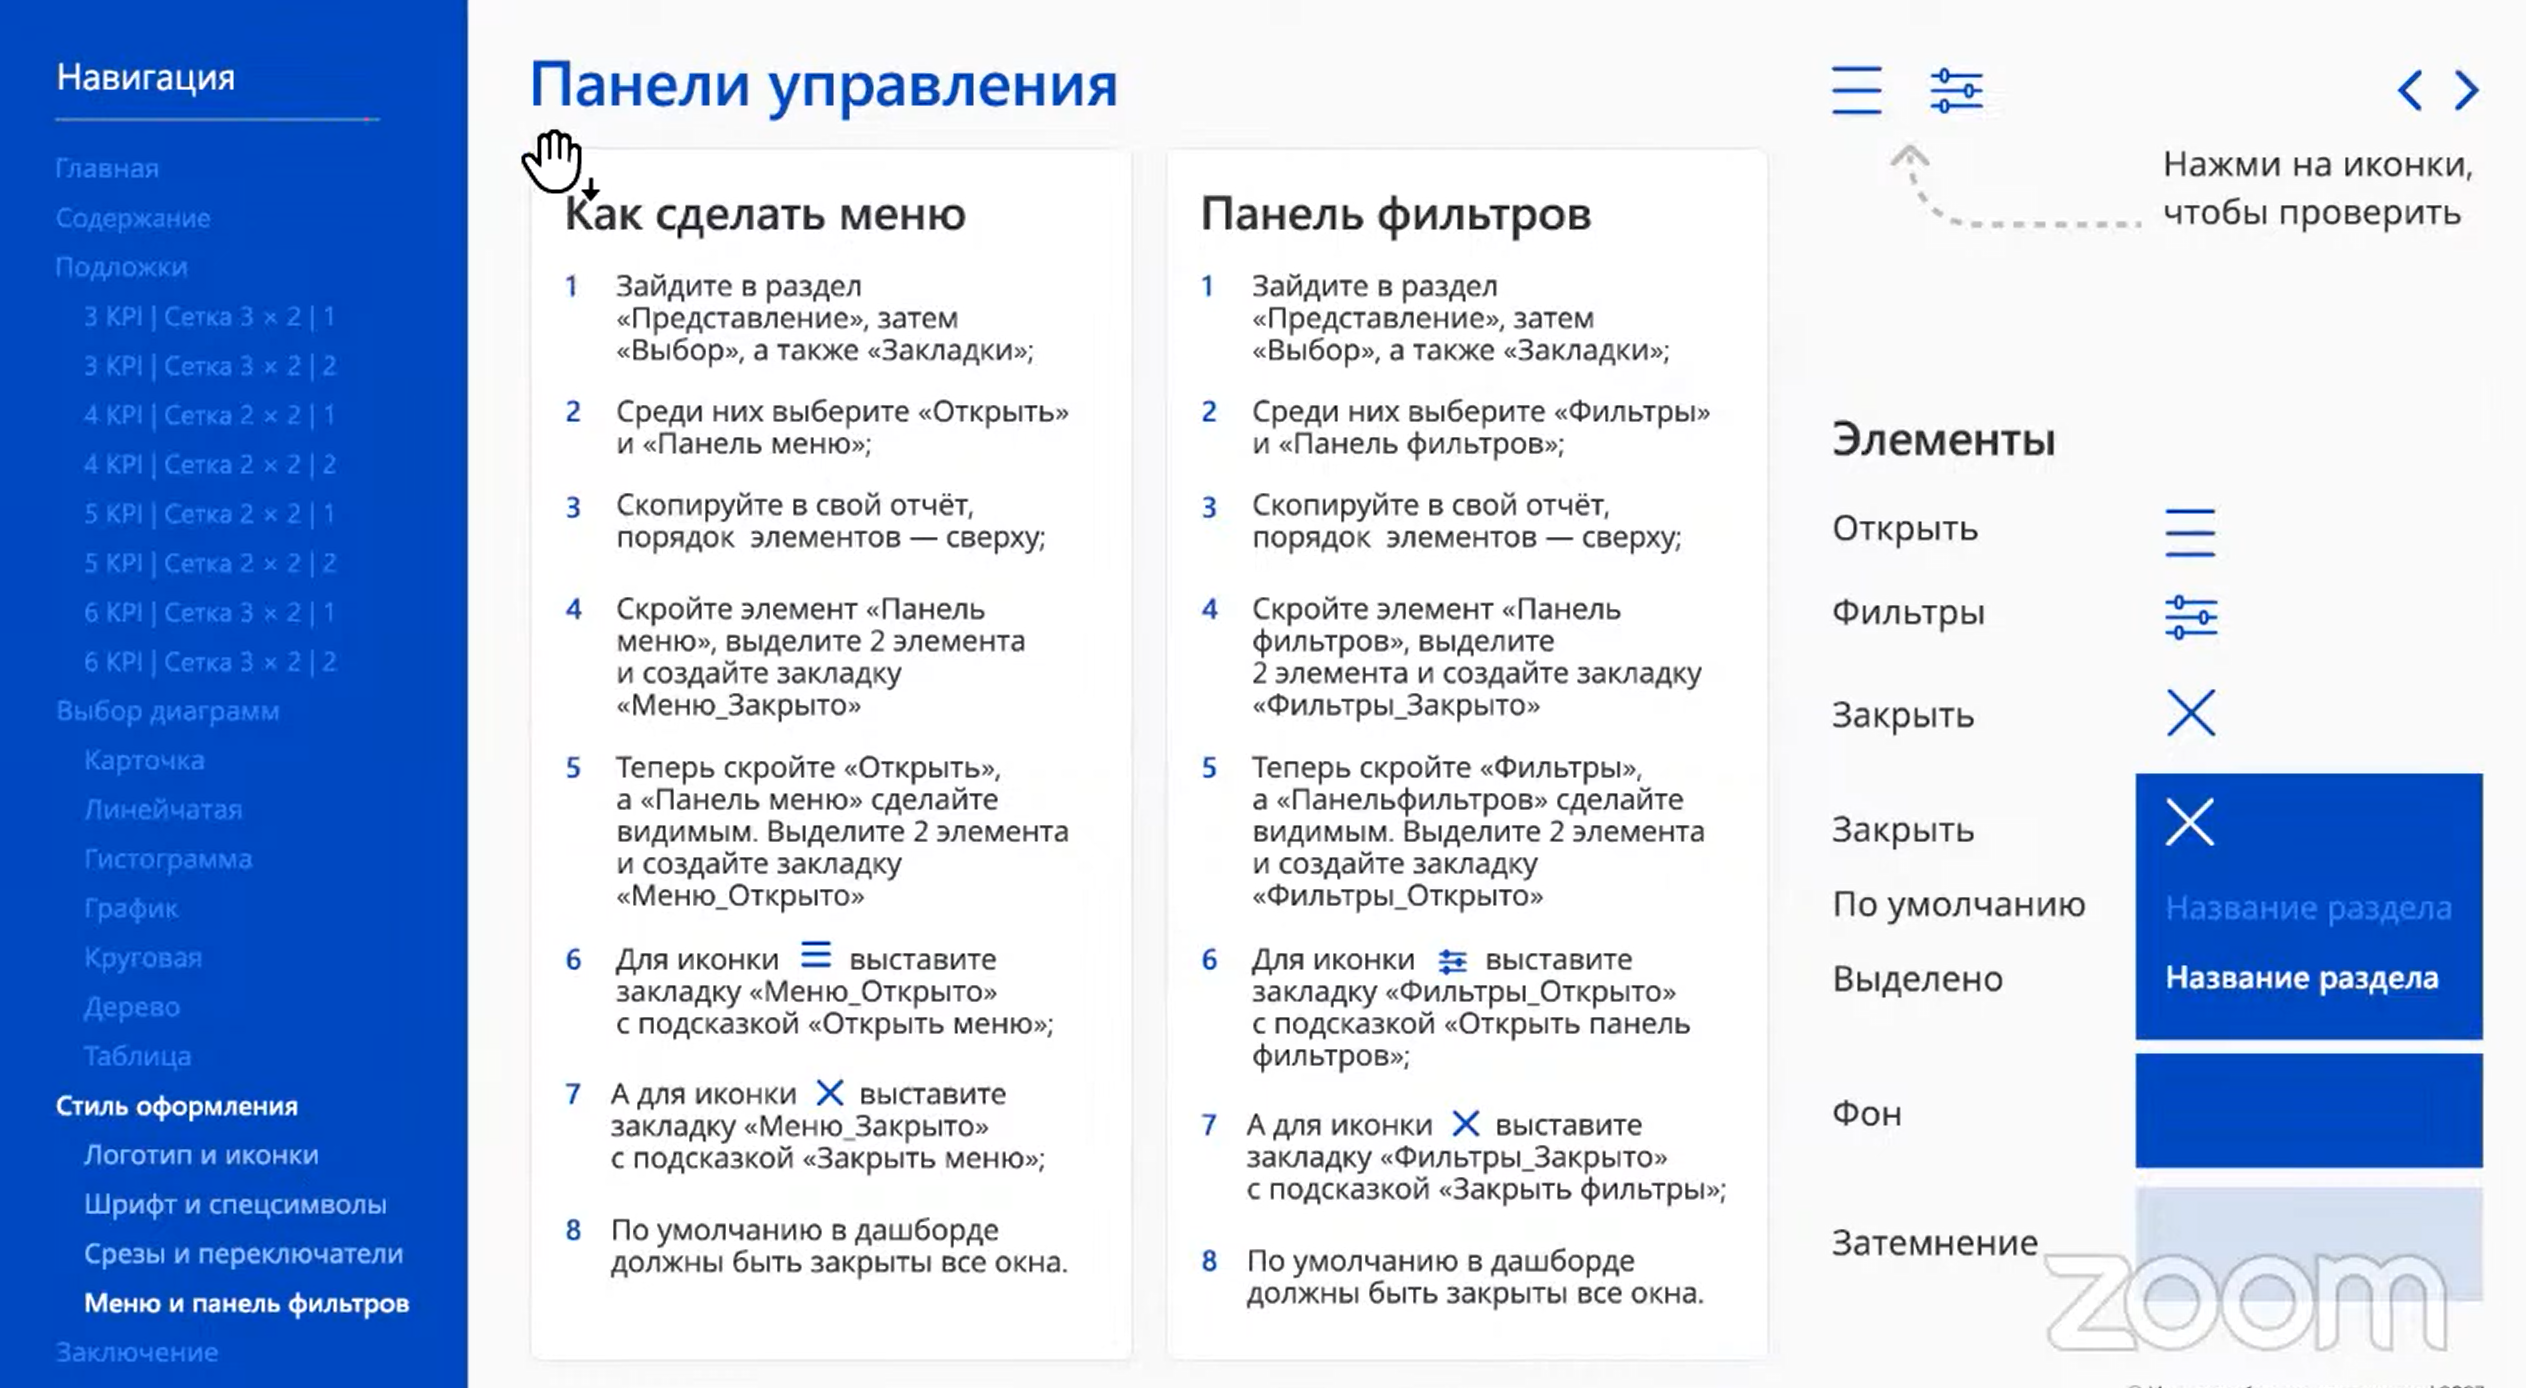 Навигация
Главная
Содержание
Подложки
3 KPI | Сетка 3 × 2 | 1
3 KPI | Сетка 3 × 2 | 2
4 KPI | Сетка 2 × 2 | 1
4 KPI | Сетка 2 × 2 | 2
5 KPI | Сетка 2 × 2 | 1
5 KPI | Сетка 2 × 2 | 2
6 KPI | Сетка 3 × 2 | 1
6 KPI | Сетка 3 × 2 | 2
Выбор диаграмм
Карточка
Линейчатая
Гистограмма
График
Круговая
Дерево
Таблица
Стиль оформления
Логотип и иконки
Шрифт и спецсимволы
Срезы и переключатели
Меню и панель фильтров
Заключение
Панели управления
Как сделать меню
1 Зайдите в раздел
«Представление», затем
«Выбор», а также «Закладки»;
2 Среди них выберите «Открыть»
и «Панель меню»;
3 Скопируйте в свой отчёт,
порядок элементов — сверху;
4 Скройте элемент «Панель
меню», выделите 2 элемента
и создайте закладку
«Меню_Закрыто»
5 Теперь скройте «Открыть»,
а «Панель меню» сделайте
видимым. Выделите 2 элемента
и создайте закладку
«Меню_Открыто»
6 Для иконки выставите
закладку «Меню_Открыто»
с подсказкой «Открыть меню»;
7 А для иконки выставите
закладку «Меню_Закрыто»
с подсказкой «Закрыть меню»;
8 По умолчанию в дашборде
должны быть закрыты все окна.
Панель фильтров
1 Зайдите в раздел
«Представление», затем
«Выбор», а также «Закладки»;
2 Среди них выберите «Фильтры»
и «Панель фильтров»;
3 Скопируйте в свой отчёт,
порядок элементов — сверху;
4 Скройте элемент «Панель
фильтров», выделите
2 элемента и создайте закладку
«Фильтры_Закрыто»
5 Теперь скройте «Фильтры»,
а «Панельфильтров» сделайте
видимым. Выделите 2 элемента
и создайте закладку
«Фильтры_Открыто»
6 Для иконки выставите
закладку «Фильтры_Открыто»
с подсказкой «Открыть панель
фильтров»;
7 А для иконки выставите
закладку «Фильтры_Закрыто»
с подсказкой «Закрыть фильтры»;
8 По умолчанию в дашборде
должны быть закрыты все окна.
Нажми на иконки,
чтобы проверить
Элементы
Открыть
Фильтры
Закрыть
Закрыть
По умолчанию Название раздела
Выделено Название раздела
Фон
Затемнение
zoom